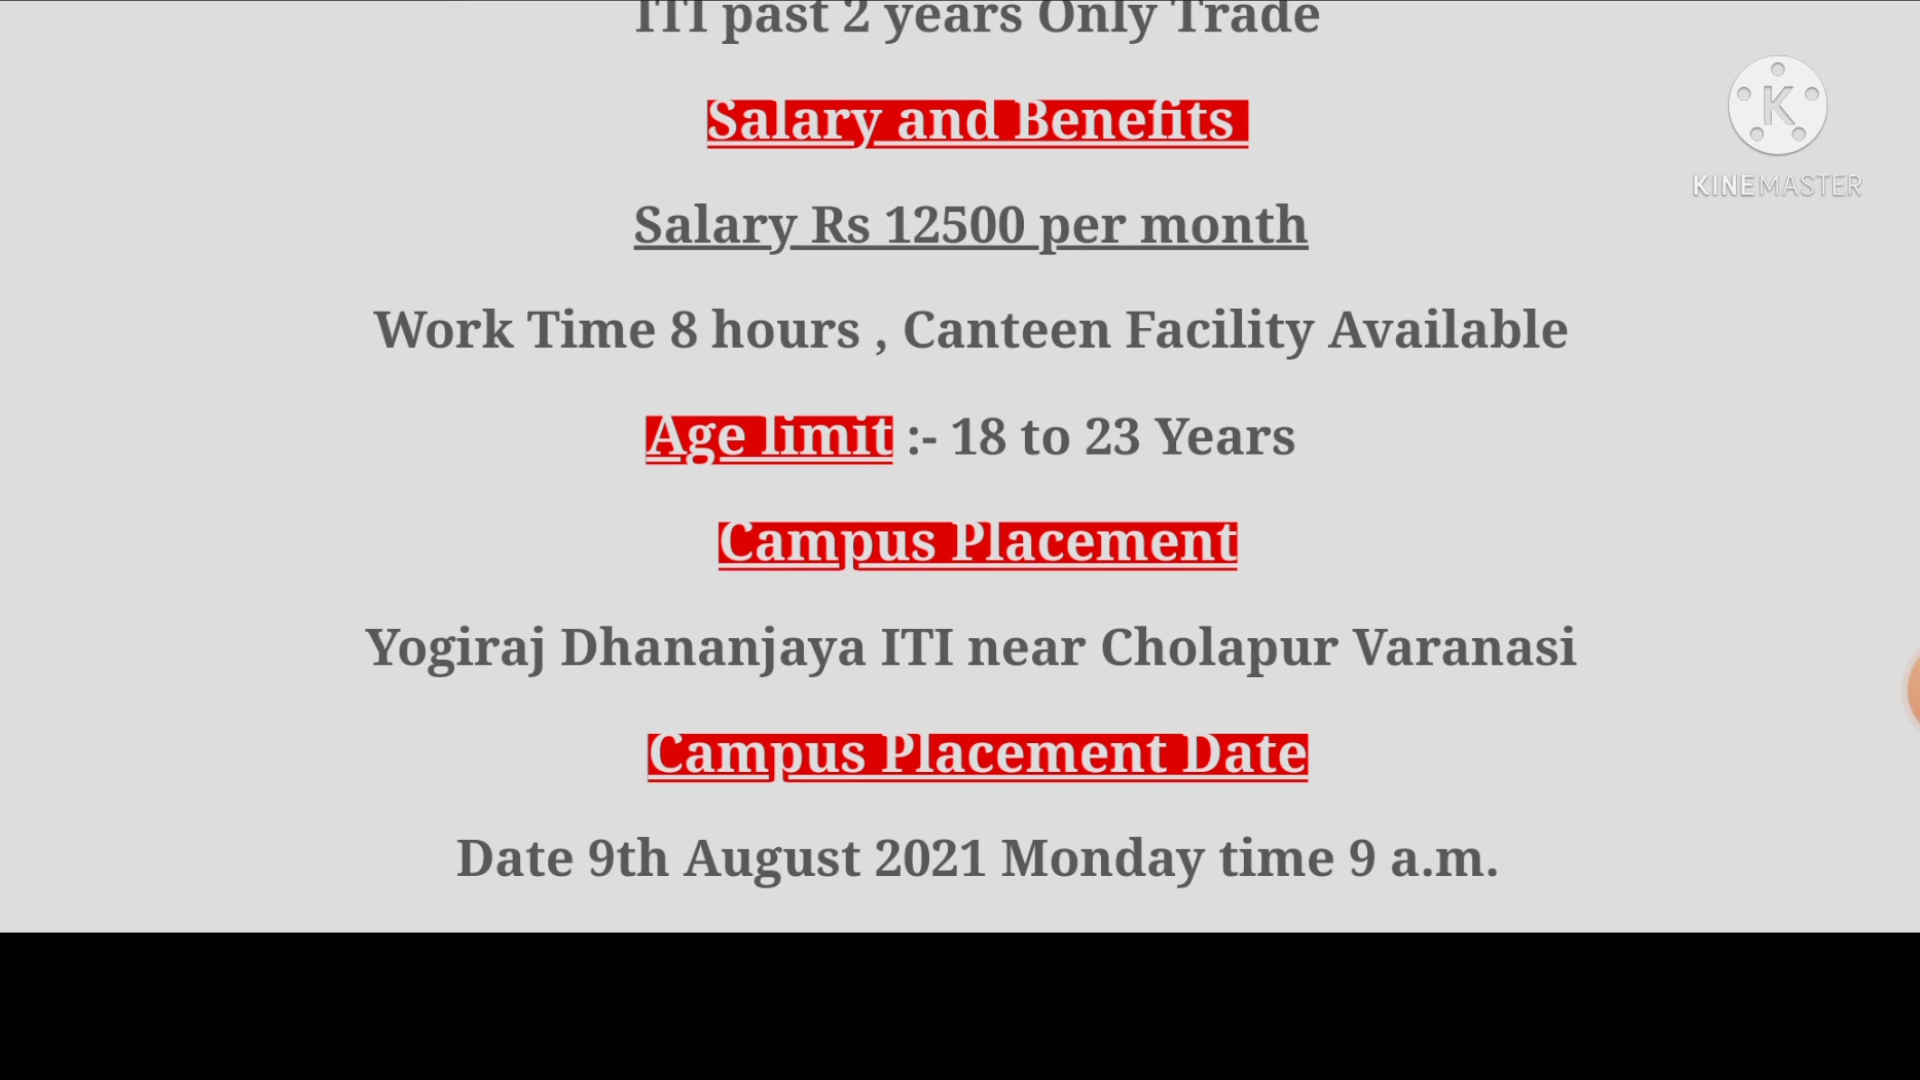 ITI past 2 years Only Trade
Salary and Benefits
Salary Rs 12500 per month
Work Time 8 hours , Canteen Facility Available
Age limit :- 18 to 23 Years
Campus Placement
Yogiraj Dhananjaya ITI near Cholapur Varanasi
Campus Placement Date
Date 9th August 2021 Monday time 9 a.m.
K
KINEMASTER